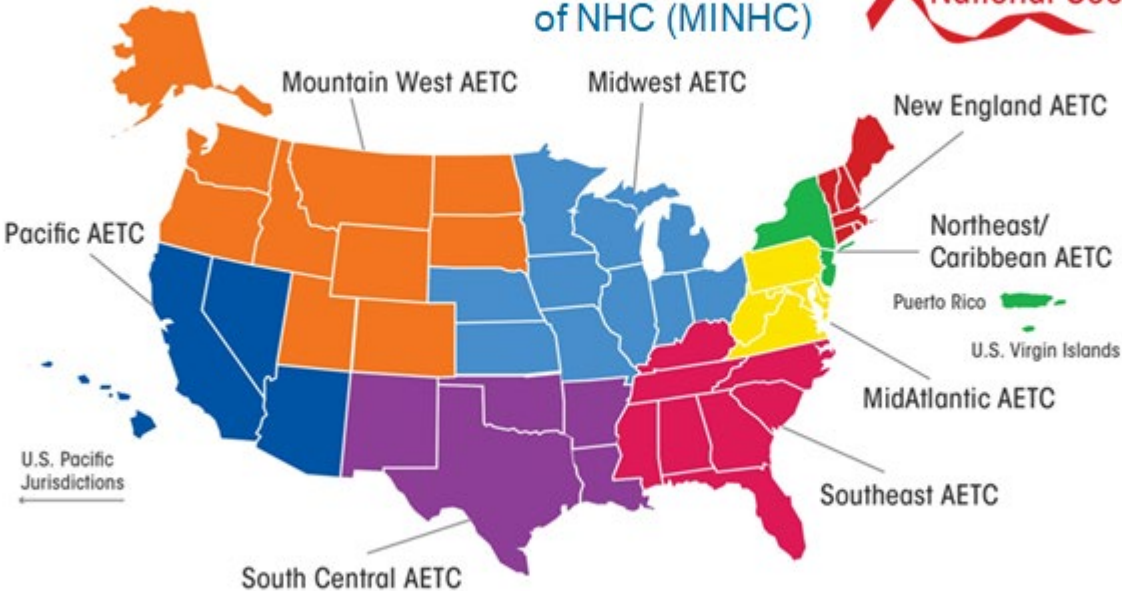 of NHC (MINHC)
National
Mountain West AETC
Midwest AETC
New England AETC
Pacific AETC
Northeast/
Caribbean AETC
Puerto Rico
U.S. Virgin Islands
MidAtlantic AETC
U.S. Pacific
Jurisdictions
Southeast AETC
South Central AETC